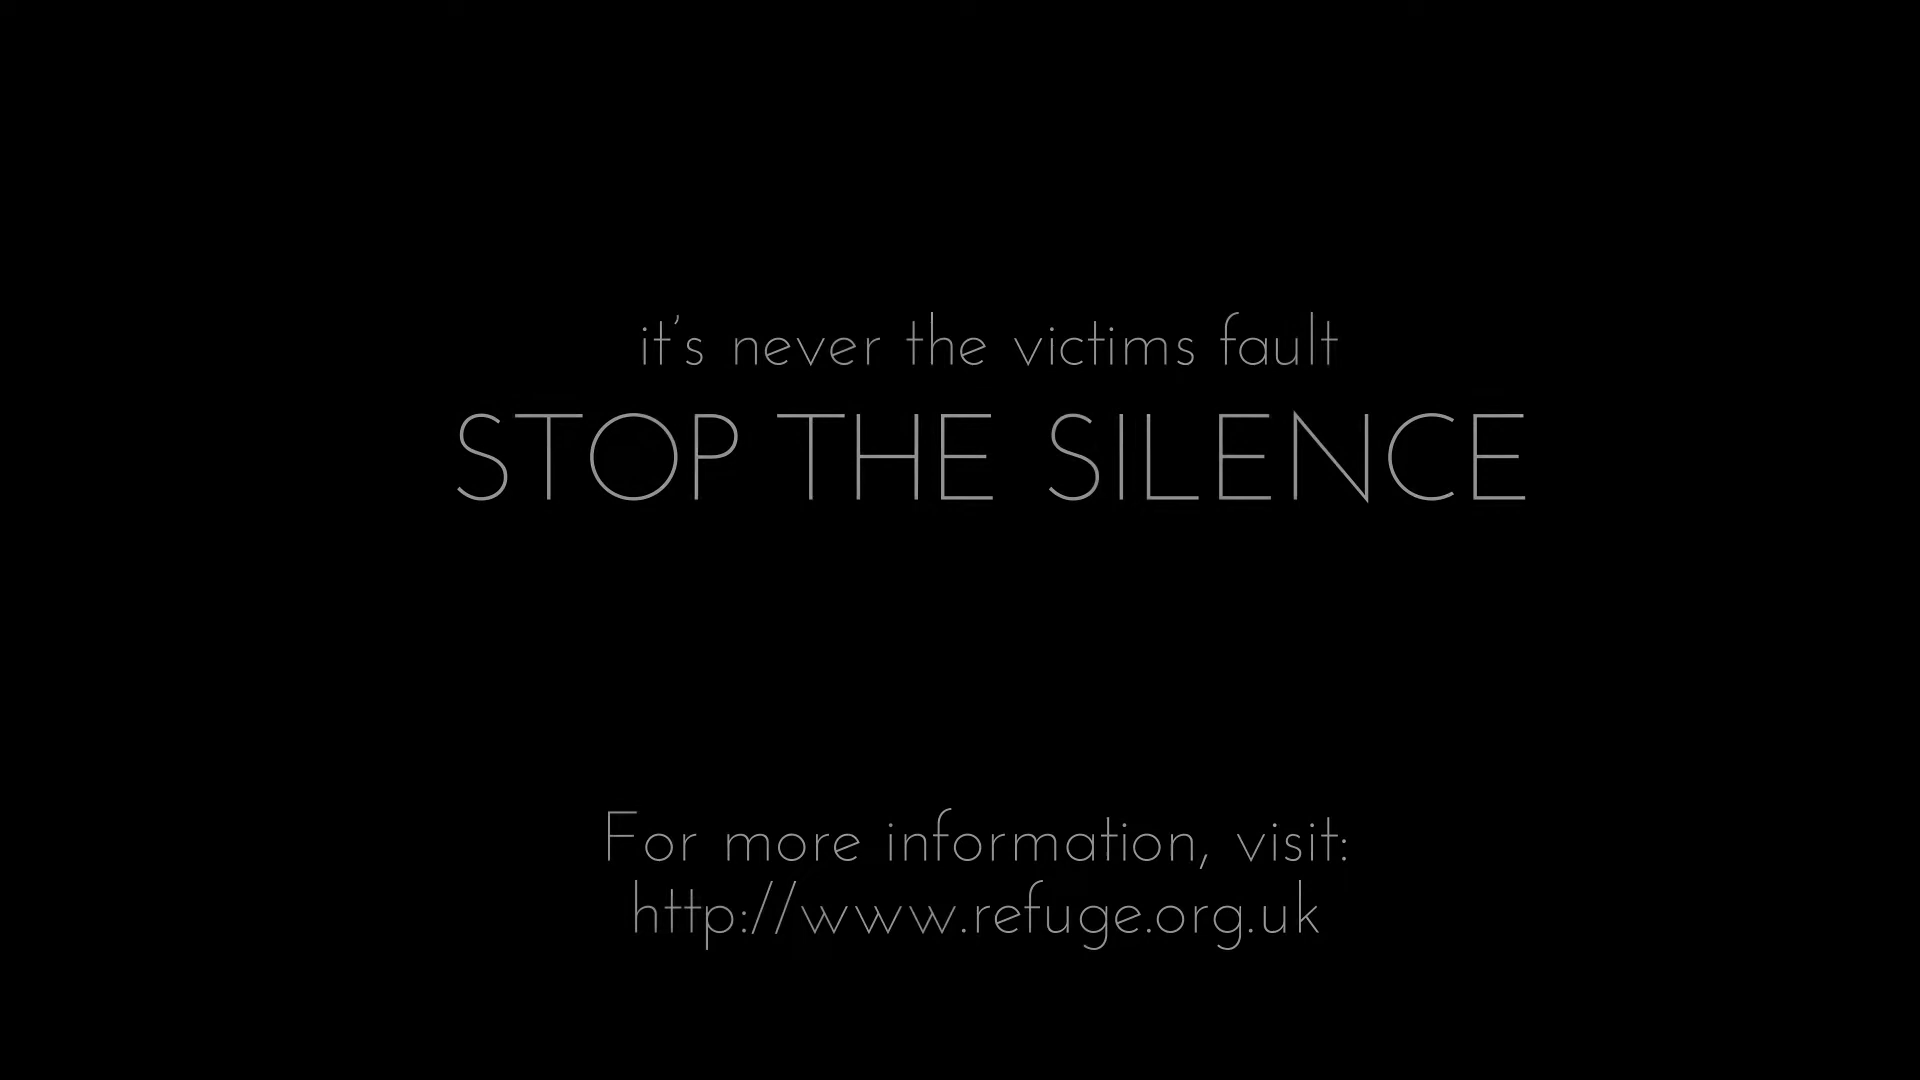 it's never the victims fault
STOP THE SILENCE
For more information, visit:
http://www.refuge.org.uk